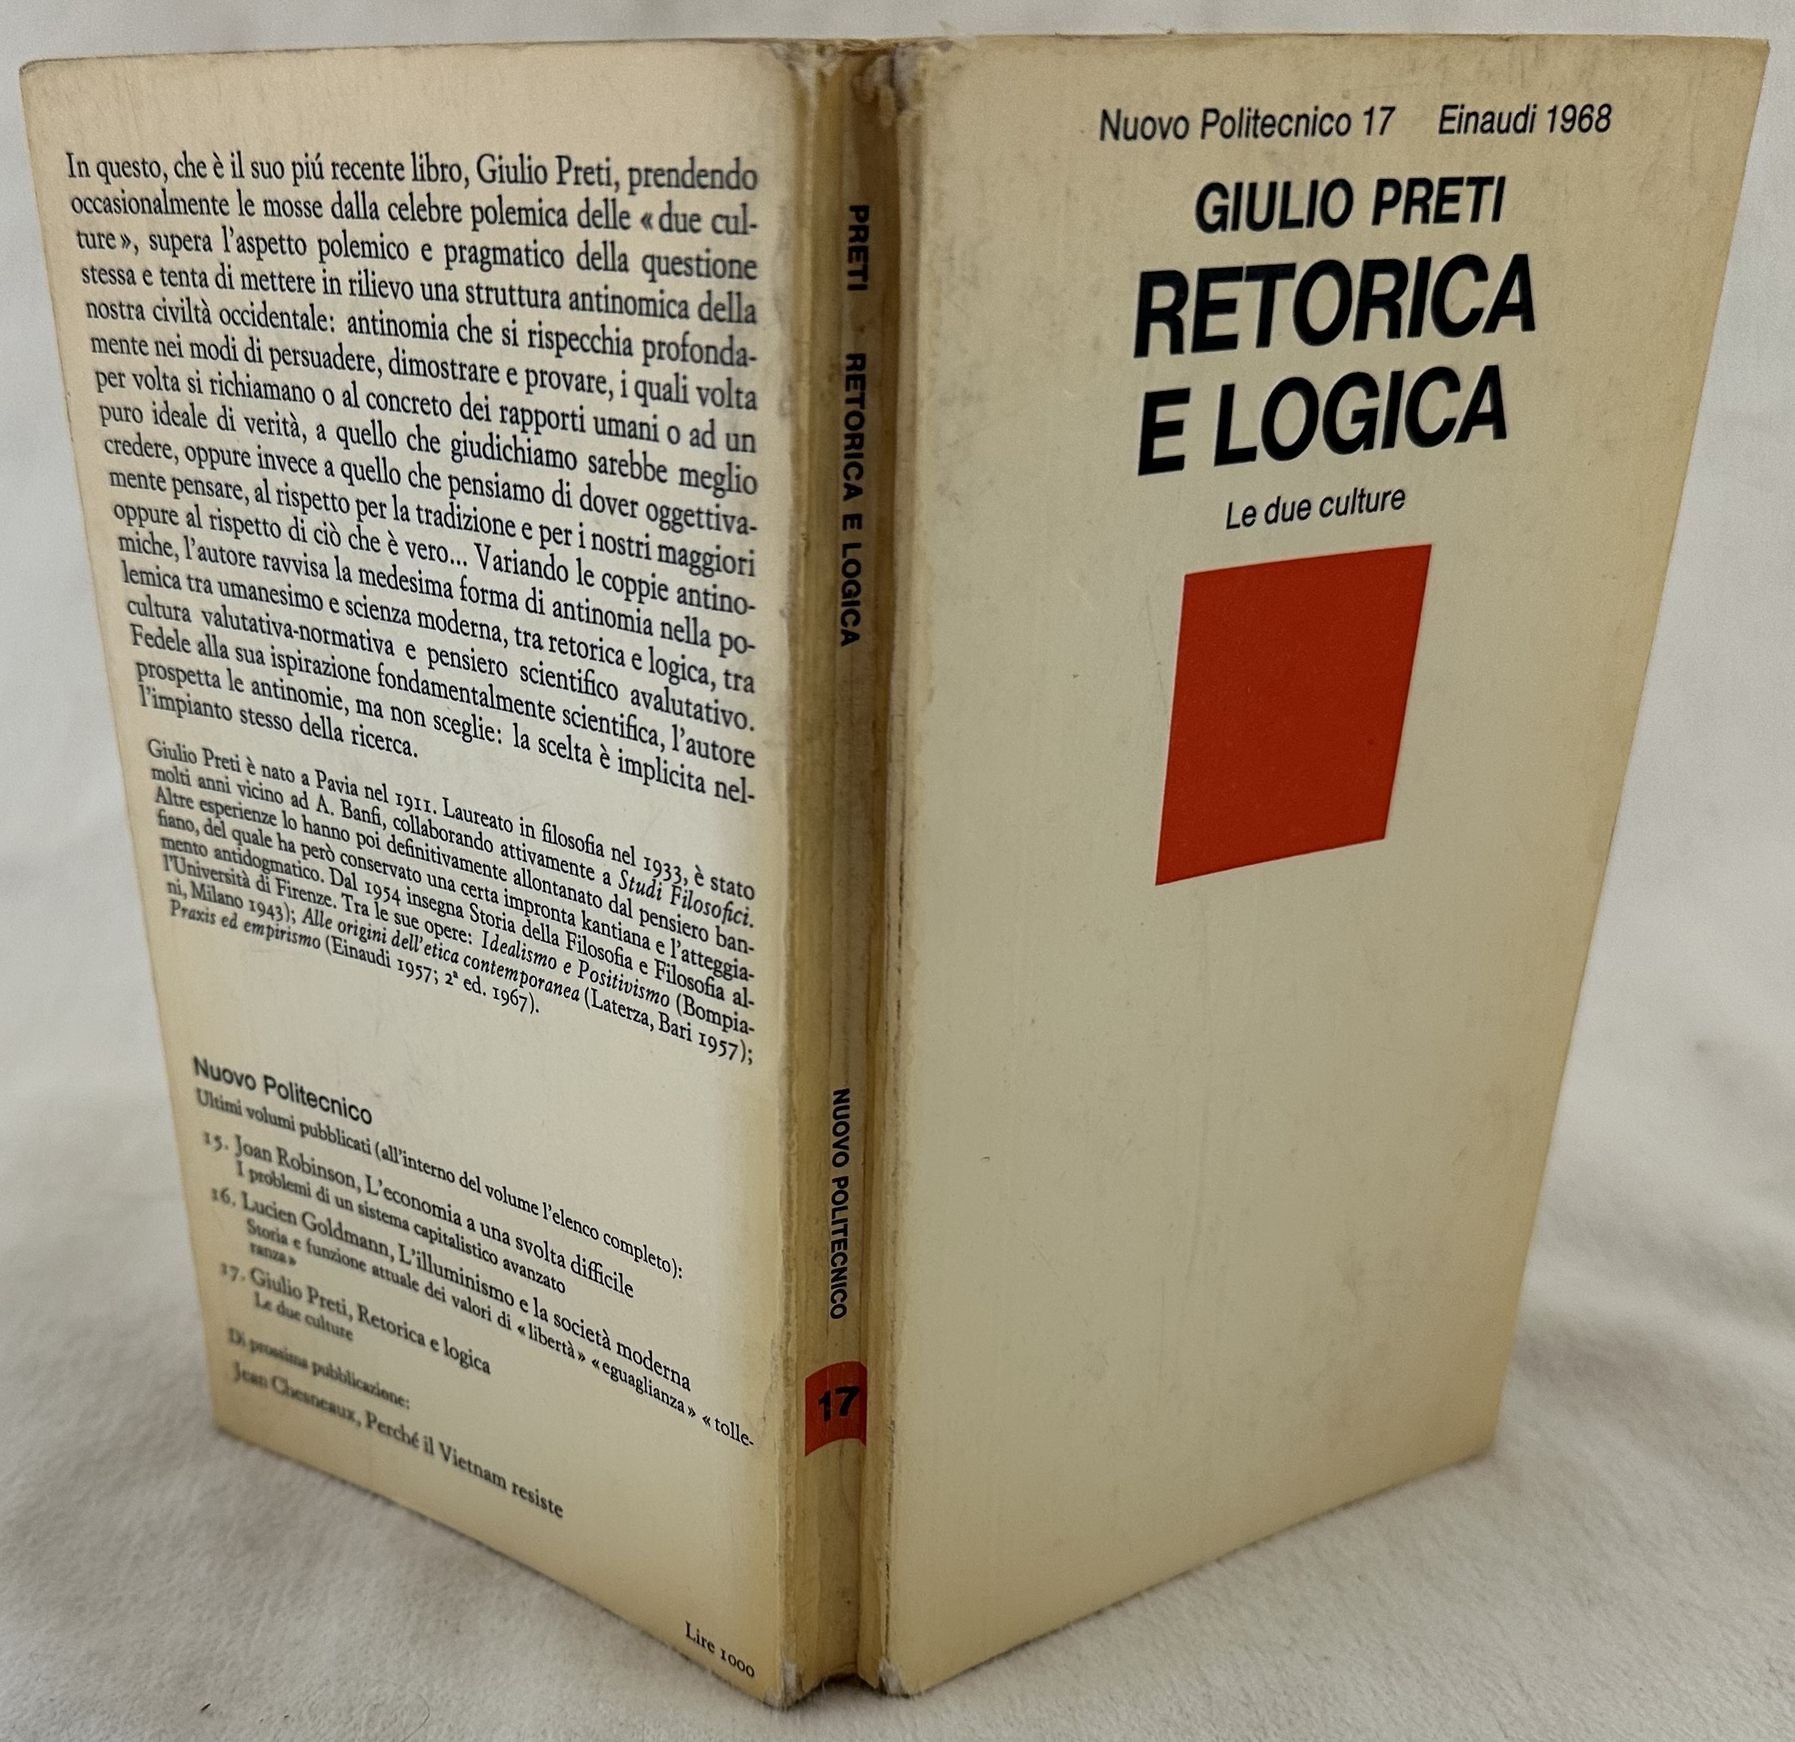 In questo, che è il suo piú recente libro, Giulio Preti, prendendo
occasionalmente le mosse dalla celebre polemica delle « due cul-
ture », supera l'aspetto polemico e pragmatico della questione
stessa e tenta di mettere in rilievo una struttura antinomica della
nostra civiltà occidentale: antinomia che si rispecchia profonda-
mente nei modi di persuadere, dimostrare e provare, i quali volta
per volta si richiamano o al concreto dei rapporti umani o ad un
puro ideale di verità, a quello che giudichiamo sarebbe meglio
credere, oppure invece a quello che pensiamo di dover oggettiva-
mente pensare, al rispetto per la tradizione e per i nostri maggiori
oppure al rispetto di ciò che è vero... Variando le coppie antino-
miche, l'autore ravvisa la medesima forma di antinomia nella po-
lemica tra umanesimo e scienza moderna, tra retorica e logica, tra
cultura valutativa-normativa e pensiero scientifico avalutativo.
Fedele alla sua ispirazione fondamentalmente scientifica, l'autore
prospetta le antinomie, ma non sceglie: la scelta è implicita nel-
l'impianto stesso della ricerca.
Giulio Preti è nato a Pavia nel 1911. Laureato in filosofia nel 1933, è stato
molti anni vicino ad A. Banfi, collaborando attivamente a Studi Filosofici.
Altre esperienze lo hanno poi definitivamente allontanato dal pensiero ban-
fiano, del quale ha però conservato una certa impronta kantiana e l'atteggia-
mento antidogmatico. Dal 1954 insegna Storia della Filosofia e Filosofia al-
l'Università di Firenze. Tra le sue opere: Idealismo e Positivismo (Bompia-
ni, Milano 1943); Alle origini dell'etica contemporanea (Laterza, Bari 1957);
Praxis ed empirismo (Einaudi 1957; 2ª ed. 1967).
Nuovo Politecnico
Ultimi volumi pubblicati (all'interno del volume l'elenco completo):
15. Joan Robinson, L'economia a una svolta difficile
I problemi di un sistema capitalistico avanzato
16. Lucien Goldmann, L'illuminismo e la società moderna
Storia e funzione attuale dei valori di « libertà » « eguaglianza » « tolle-
ranza »
17. Giulio Preti, Retorica e logica
Le due culture
Di prossima pubblicazione:
Jean Chesneaux, Perché il Vietnam resiste
Lire 1000
PRETI RETORICA E LOGICA
NUOVO POLITECNICO
17
Nuovo Politecnico 17 Einaudi 1968
GIULIO PRETI
RETORICA
E LOGICA
Le due culture